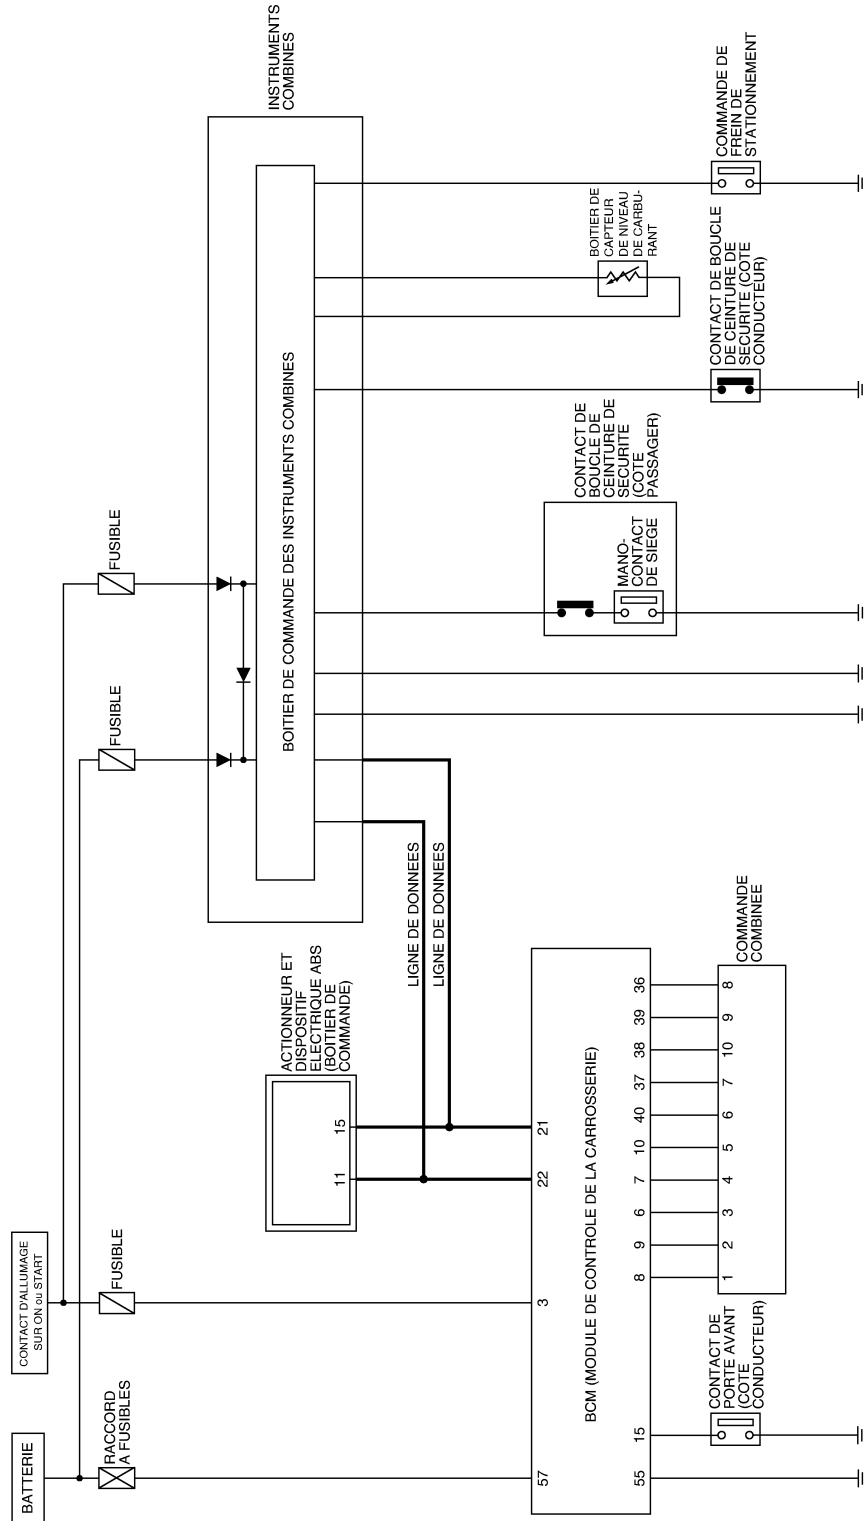 BATTERIE
CONTACT D'ALLUMAGE
SUR ON ou START
RACCORD
A FUSIBLES
FUSIBLE
FUSIBLE
FUSIBLE
INSTRUMENTS
COMBINES
BOITIER DE COMMANDE DES INSTRUMENTS COMBINES
ACTIONNEUR ET
DISPOSITIF
ELECTRIQUE ABS
(BOITIER DE
COMMANDE)
11
15
LIGNE DE DONNEES
LIGNE DE DONNEES
57
3
22
21
BCM (MODULE DE CONTROLE DE LA CARROSSERIE)
55
15
8
9
6
7
10
40
37
38
39
36
1
2
3
4
5
6
7
10
9
8
COMMANDE
COMBINEE
CONTACT DE
PORTE AVANT
(COTE
CONDUCTEUR)
CONTACT DE
BOUCLE DE
CEINTURE DE
SECURITE
(COTE
PASSAGER)
MANO-
CONTACT
DE SIEGE
CONTACT DE BOUCLE
DE CEINTURE DE
SECURITE (COTE
CONDUCTEUR)
BOITIER DE
CAPTEUR
DE NIVEAU
DE CARBU-
RANT
COMMANDE DE
FREIN DE
STATIONNEMENT